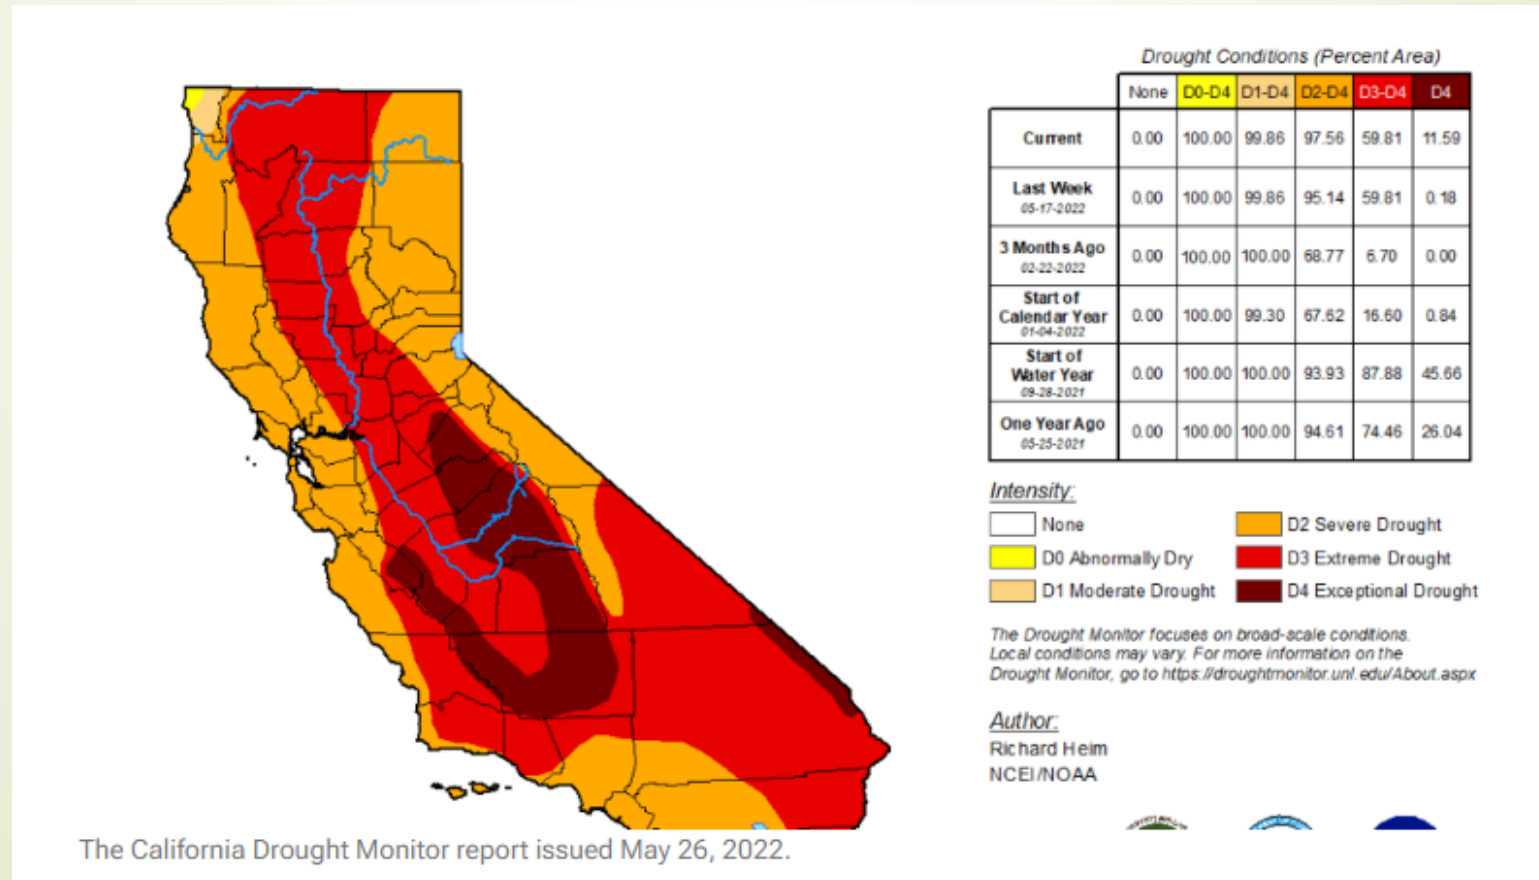 Drought Conditions (Percent Area)
None D0-D4 D1-D4 D2-D4 D3-D4 D4
Current 0.00 100.00 99.86 97.56 59.81 11.59
Last Week
05-17-2022
0.00 100.00 99.86 95.14 59.81 0.18
3 Months Ago
02-22-2022
0.00 100.00 100.00 68.77 6.70 0.00
Start of
Calendar Year
01-04-2022
0.00 100.00 99.30 67.62 16.60 0.84
Start of
Water Year
09-28-2021
0.00 100.00 100.00 93.93 87.88 45.66
One Year Ago
05-25-2021
0.00 100.00 100.00 94.61 74.46 26.04
Intensity:
None
D0 Abnormally Dry
D1 Moderate Drought
D2 Severe Drought
D3 Extreme Drought
D4 Exceptional Drought
The Drought Monitor focuses on broad-scale conditions.
Local conditions may vary. For more information on the
Drought Monitor, go to https://droughtmonitor.unl.edu/About.aspx
Author:
Richard Heim
NCEI/NOAA
The California Drought Monitor report issued May 26, 2022.